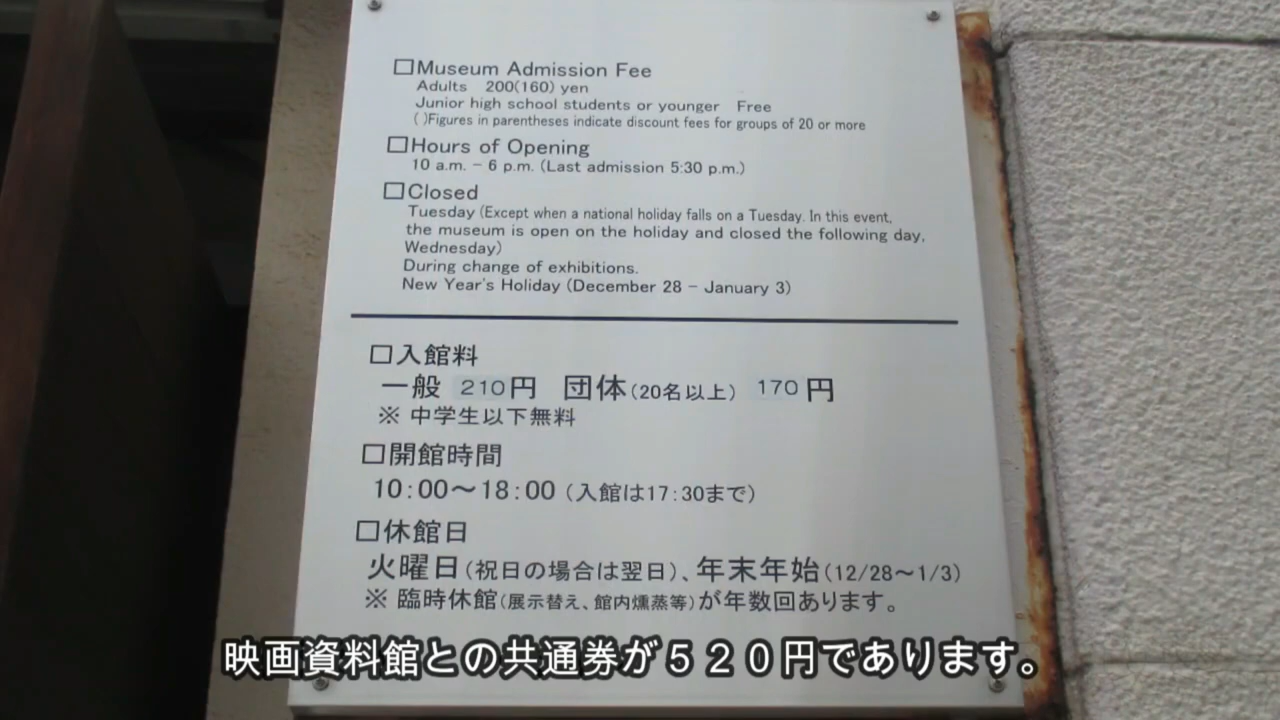 □Museum Admission Fee
Adults 200(160) yen
Junior high school students or younger Free
( )Figures in parentheses indicate discount fees for groups of 20 or more
□Hours of Opening
10 a.m. - 6 p.m. (Last admission 5:30 p.m.)
□Closed
Tuesday (Except when a national holiday falls on a Tuesday. In this event,
the museum is open on the holiday and closed the following day,
Wednesday)
During change of exhibitions.
New Year's Holiday (December 28 - January 3)
□入館料
一般 210円 団体(20名以上) 170円
※ 中学生以下無料
□開館時間
10:00〜18:00 (入館は17:30まで)
□休館日
火曜日(祝日の場合は翌日)、年末年始(12/28〜1/3)
※ 臨時休館(展示替え、館内燻蒸等)が年数回あります。
映画資料館との共通券が520円であります。